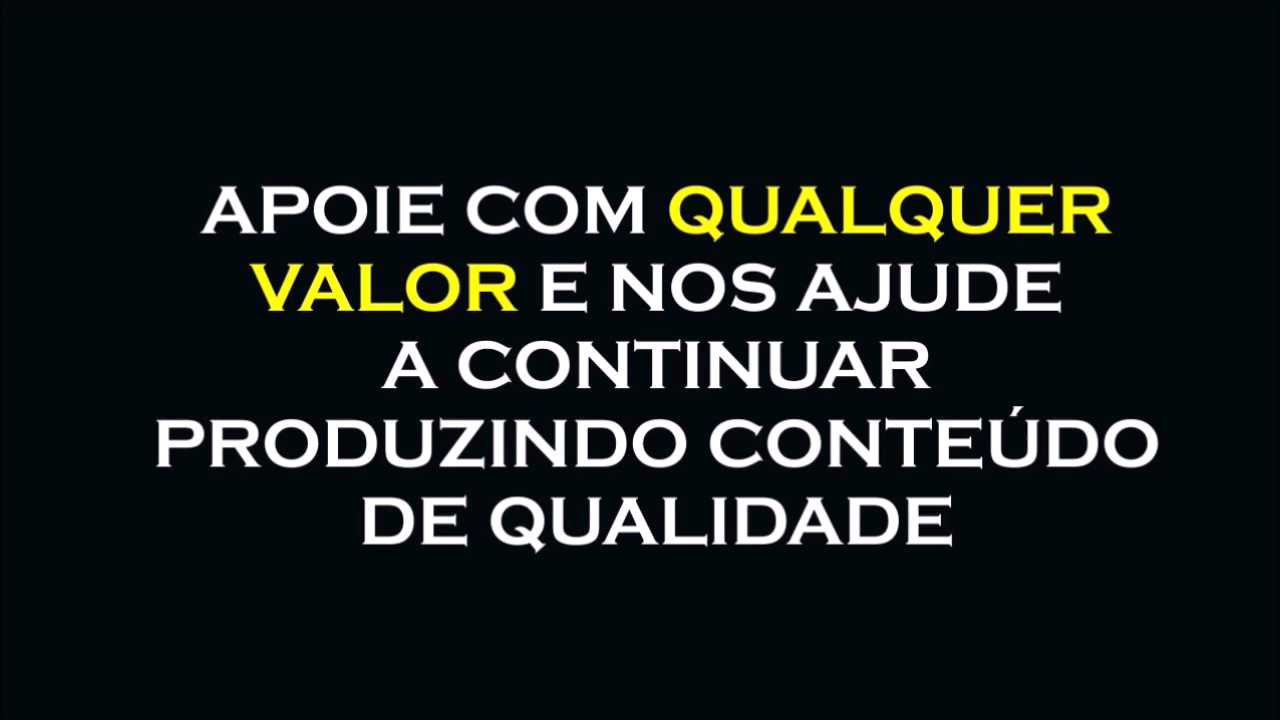 APOIE COM QUALQUER
VALOR E NOS AJUDE
A CONTINUAR
PRODUZINDO CONTEÚDO
DE QUALIDADE